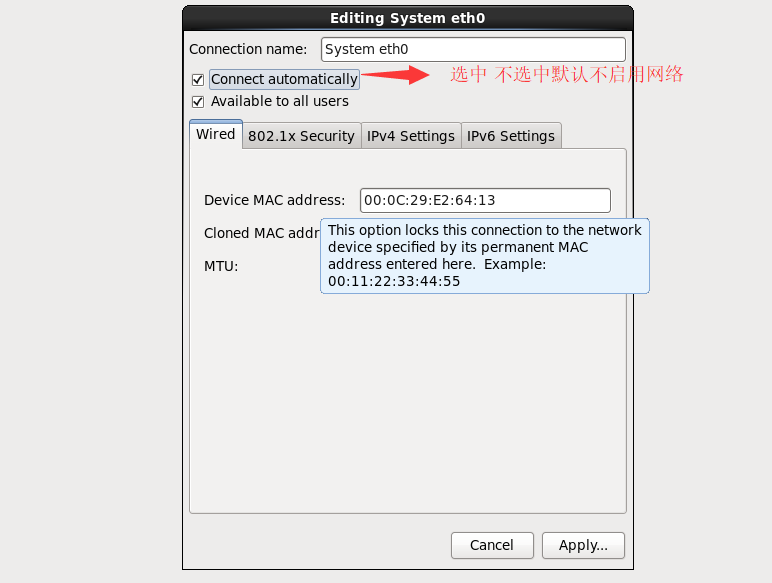 Editing System eth0
Connection name: System eth0
Connect automatically 选中 不选中默认不启用网络
Available to all users
Wired 802.1x Security IPv4 Settings IPv6 Settings
Device MAC address: 00:0C:29:E2:64:13
Cloned MAC addr
This option locks this connection to the network
device specified by its permanent MAC
address entered here. Example:
00:11:22:33:44:55
MTU:
Cancel Apply...